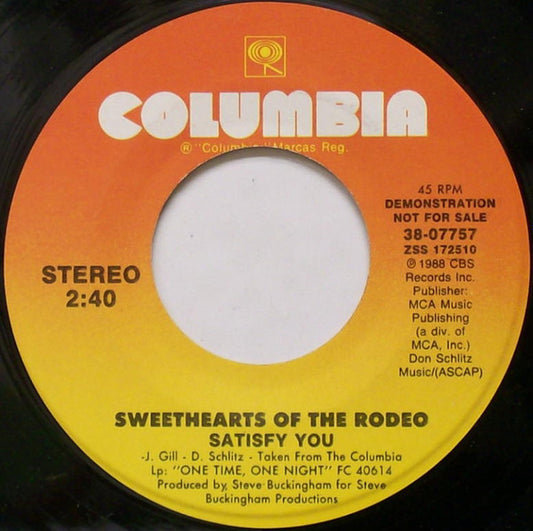 COLUMBIA
® "Columbia," Marcas Reg.
45 RPM
DEMONSTRATION
NOT FOR SALE
38-07757
ZSS 172510
℗ 1988 CBS
Records Inc.
Publisher:
MCA Music
Publishing
(a div. of
MCA, Inc.)
Don Schlitz
Music/(ASCAP)
STEREO
2:40
SWEETHEARTS OF THE RODEO
SATISFY YOU
-J. Gill - D. Schlitz - Taken From The Columbia
Lp: "ONE TIME, ONE NIGHT" FC 40614
Produced by Steve Buckingham for Steve
Buckingham Productions